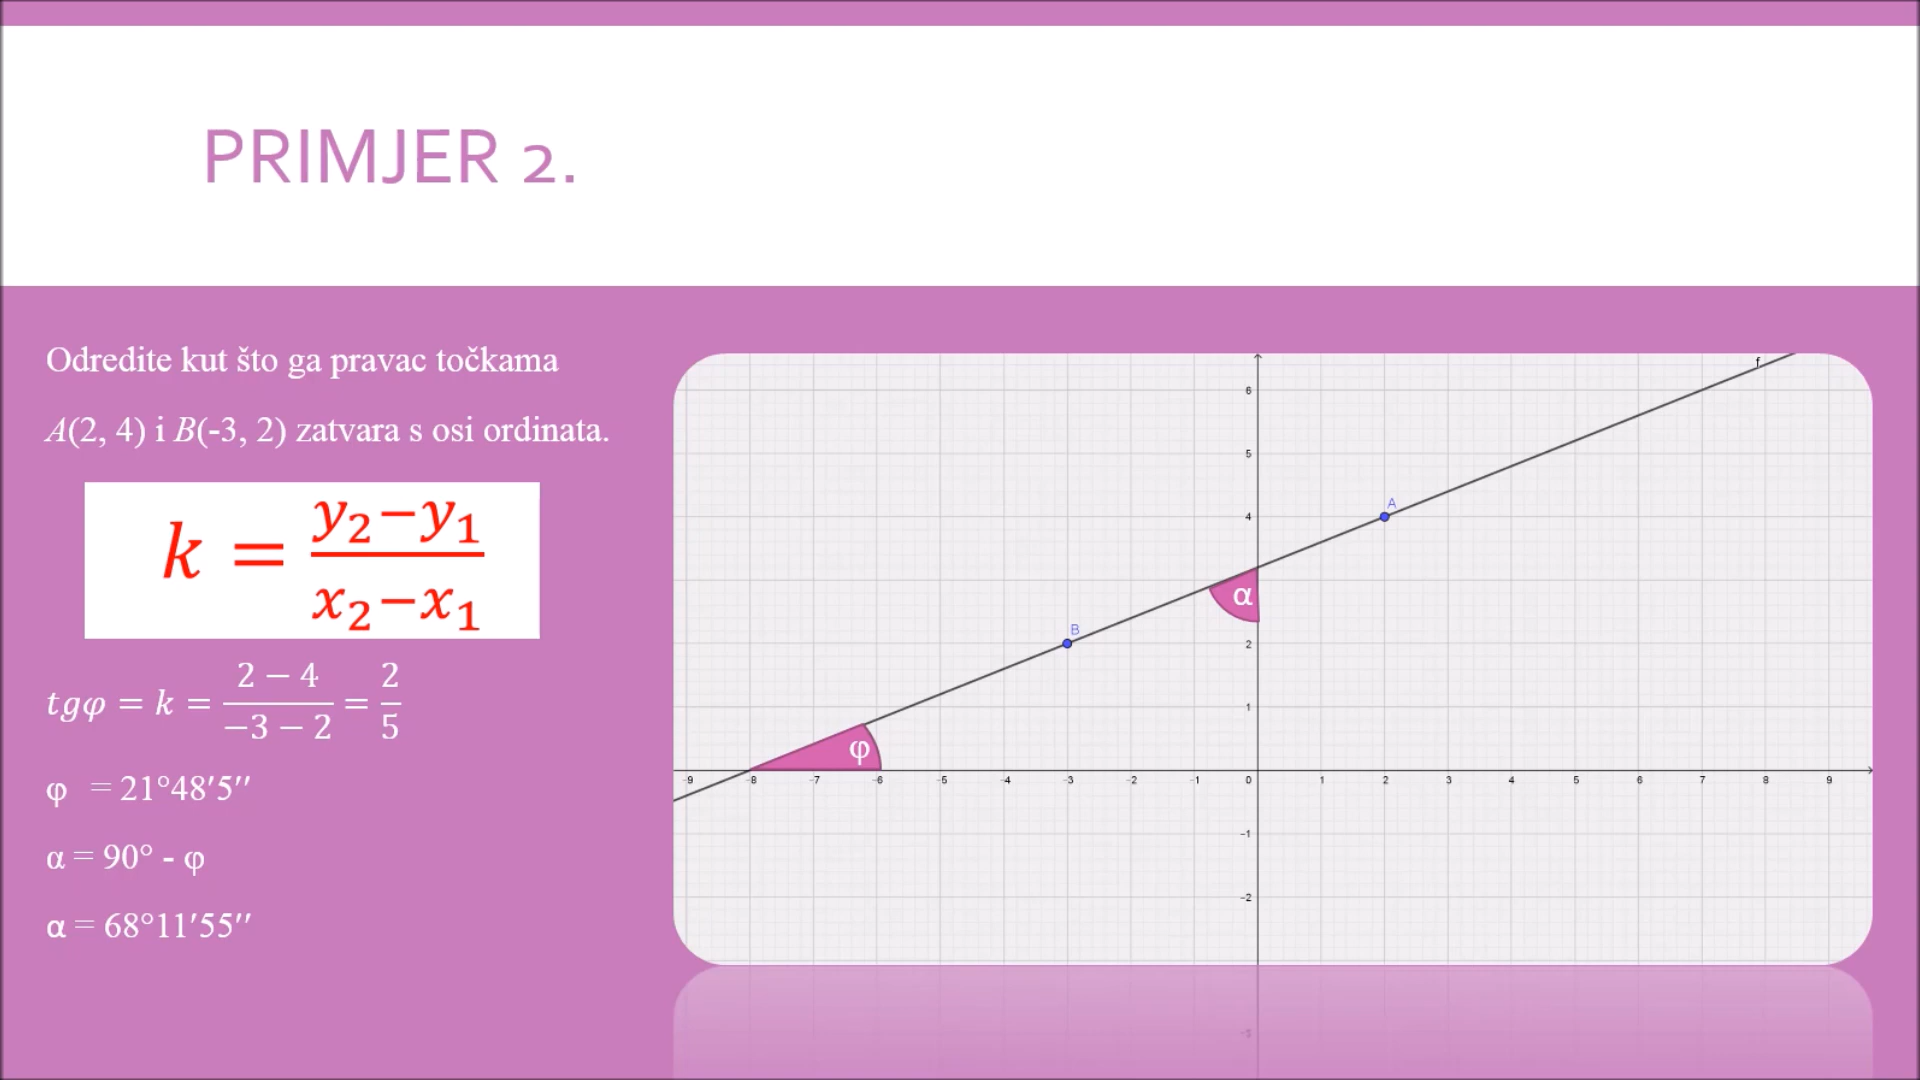 PRIMJER 2.
Odredite kut što ga pravac točkama
A(2, 4) i B(-3, 2) zatvara s osi ordinata.
k = y₂−y₁ / x₂−x₁
tgφ = k = 2 − 4 / −3 − 2 = 2 / 5
φ = 21°48′5′′
α = 90° - φ
α = 68°11′55′′
f
6
5
A
4
α
B
2
1
φ
-9 -8 -7 -6 -5 -4 -3 -2 -1 0 1 2 3 4 5 6 7 8 9
-1
-2